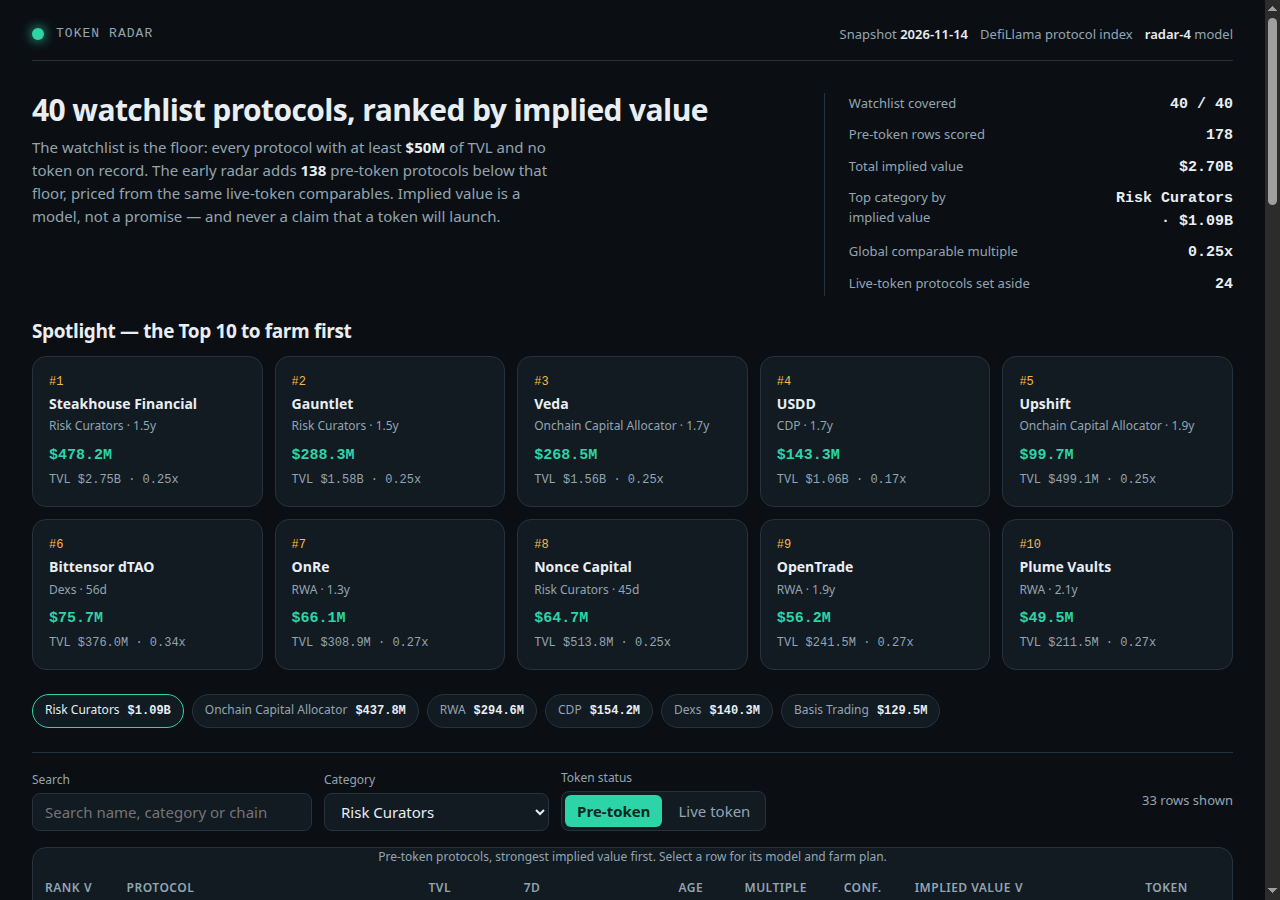 TOKEN RADAR
Snapshot 2026-11-14 DefiLlama protocol index radar-4 model
40 watchlist protocols, ranked by implied value
The watchlist is the floor: every protocol with at least $50M of TVL and no
token on record. The early radar adds 138 pre-token protocols below that
floor, priced from the same live-token comparables. Implied value is a
model, not a promise — and never a claim that a token will launch.
Watchlist covered 40 / 40
Pre-token rows scored 178
Total implied value $2.70B
Top category by implied value Risk Curators · $1.09B
Global comparable multiple 0.25x
Live-token protocols set aside 24
Spotlight — the Top 10 to farm first
#1
Steakhouse Financial
Risk Curators · 1.5y
$478.2M
TVL $2.75B · 0.25x
#2
Gauntlet
Risk Curators · 1.5y
$288.3M
TVL $1.58B · 0.25x
#3
Veda
Onchain Capital Allocator · 1.7y
$268.5M
TVL $1.56B · 0.25x
#4
USDD
CDP · 1.7y
$143.3M
TVL $1.06B · 0.17x
#5
Upshift
Onchain Capital Allocator · 1.9y
$99.7M
TVL $499.1M · 0.25x
#6
Bittensor dTAO
Dexs · 56d
$75.7M
TVL $376.0M · 0.34x
#7
OnRe
RWA · 1.3y
$66.1M
TVL $308.9M · 0.27x
#8
Nonce Capital
Risk Curators · 45d
$64.7M
TVL $513.8M · 0.25x
#9
OpenTrade
RWA · 1.9y
$56.2M
TVL $241.5M · 0.27x
#10
Plume Vaults
RWA · 2.1y
$49.5M
TVL $211.5M · 0.27x
Risk Curators $1.09B Onchain Capital Allocator $437.8M RWA $294.6M CDP $154.2M Dexs $140.3M Basis Trading $129.5M
Search Category Token status
Search name, category or chain Risk Curators Pre-token Live token 33 rows shown
Pre-token protocols, strongest implied value first. Select a row for its model and farm plan.
RANK V PROTOCOL TVL 7D AGE MULTIPLE CONF. IMPLIED VALUE V TOKEN